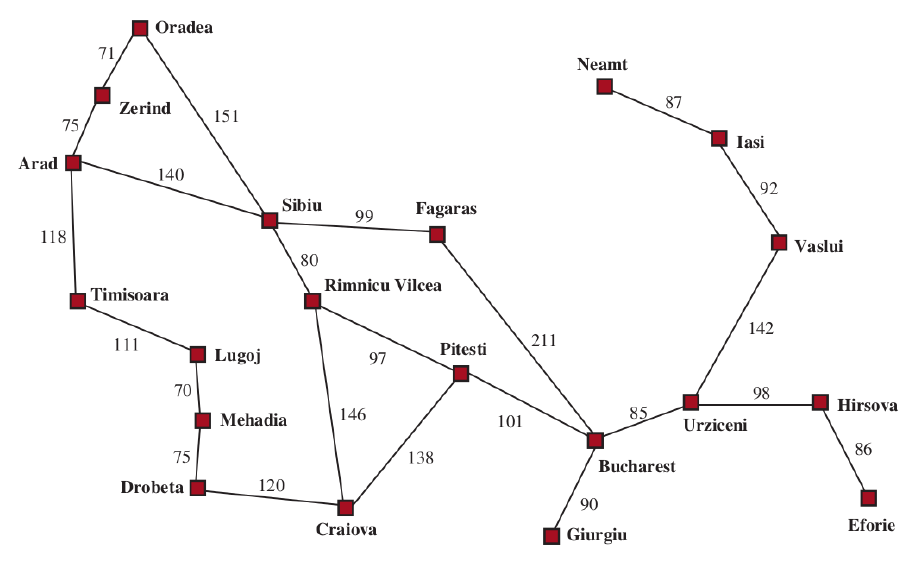 Oradea
71
Neamt
Zerind
87
151
75
Iasi
Arad
140
92
Sibiu
99
Fagaras
118
80
Vaslui
Timisoara
Rimnicu Vilcea
142
111
211
Lugoj
97
Pitesti
70
98
Hirsova
146
101
85
Mehadia
Urziceni
75
138
86
Bucharest
120
Drobeta
90
Craiova
Giurgiu
Eforie